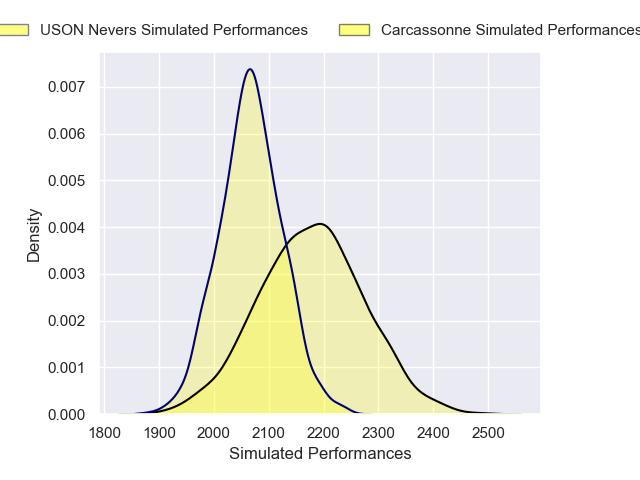 USON Nevers Simulated Performances
Carcassonne Simulated Performances
0.007
0.006
0.005
0.004
0.003
0.002
0.001
0.000
Density
1800 1900 2000 2100 2200 2300 2400 2500
Simulated Performances